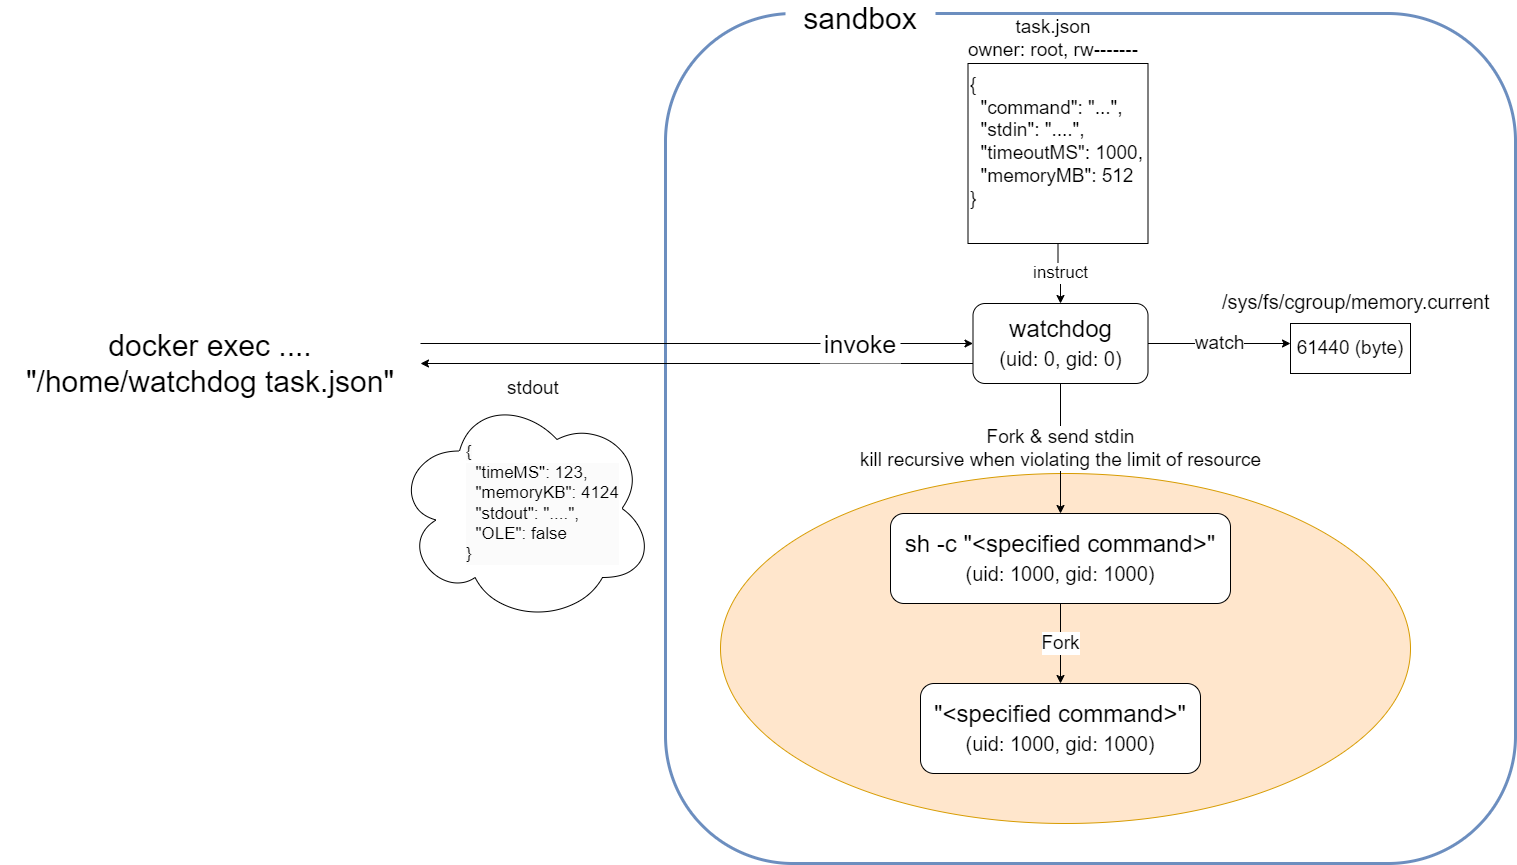 sandbox
task.json
owner: root, rw-------
{
"command": "...",
"stdin": "....",
"timeoutMS": 1000,
"memoryMB": 512
}
instruct
/sys/fs/cgroup/memory.current
watchdog
(uid: 0, gid: 0)
watch
61440 (byte)
docker exec ....
"/home/watchdog task.json"
invoke
stdout
{
"timeMS": 123,
"memoryKB": 4124
"stdout": "....",
"OLE": false
}
Fork & send stdin
kill recursive when violating the limit of resource
sh -c "<specified command>"
(uid: 1000, gid: 1000)
Fork
"<specified command>"
(uid: 1000, gid: 1000)